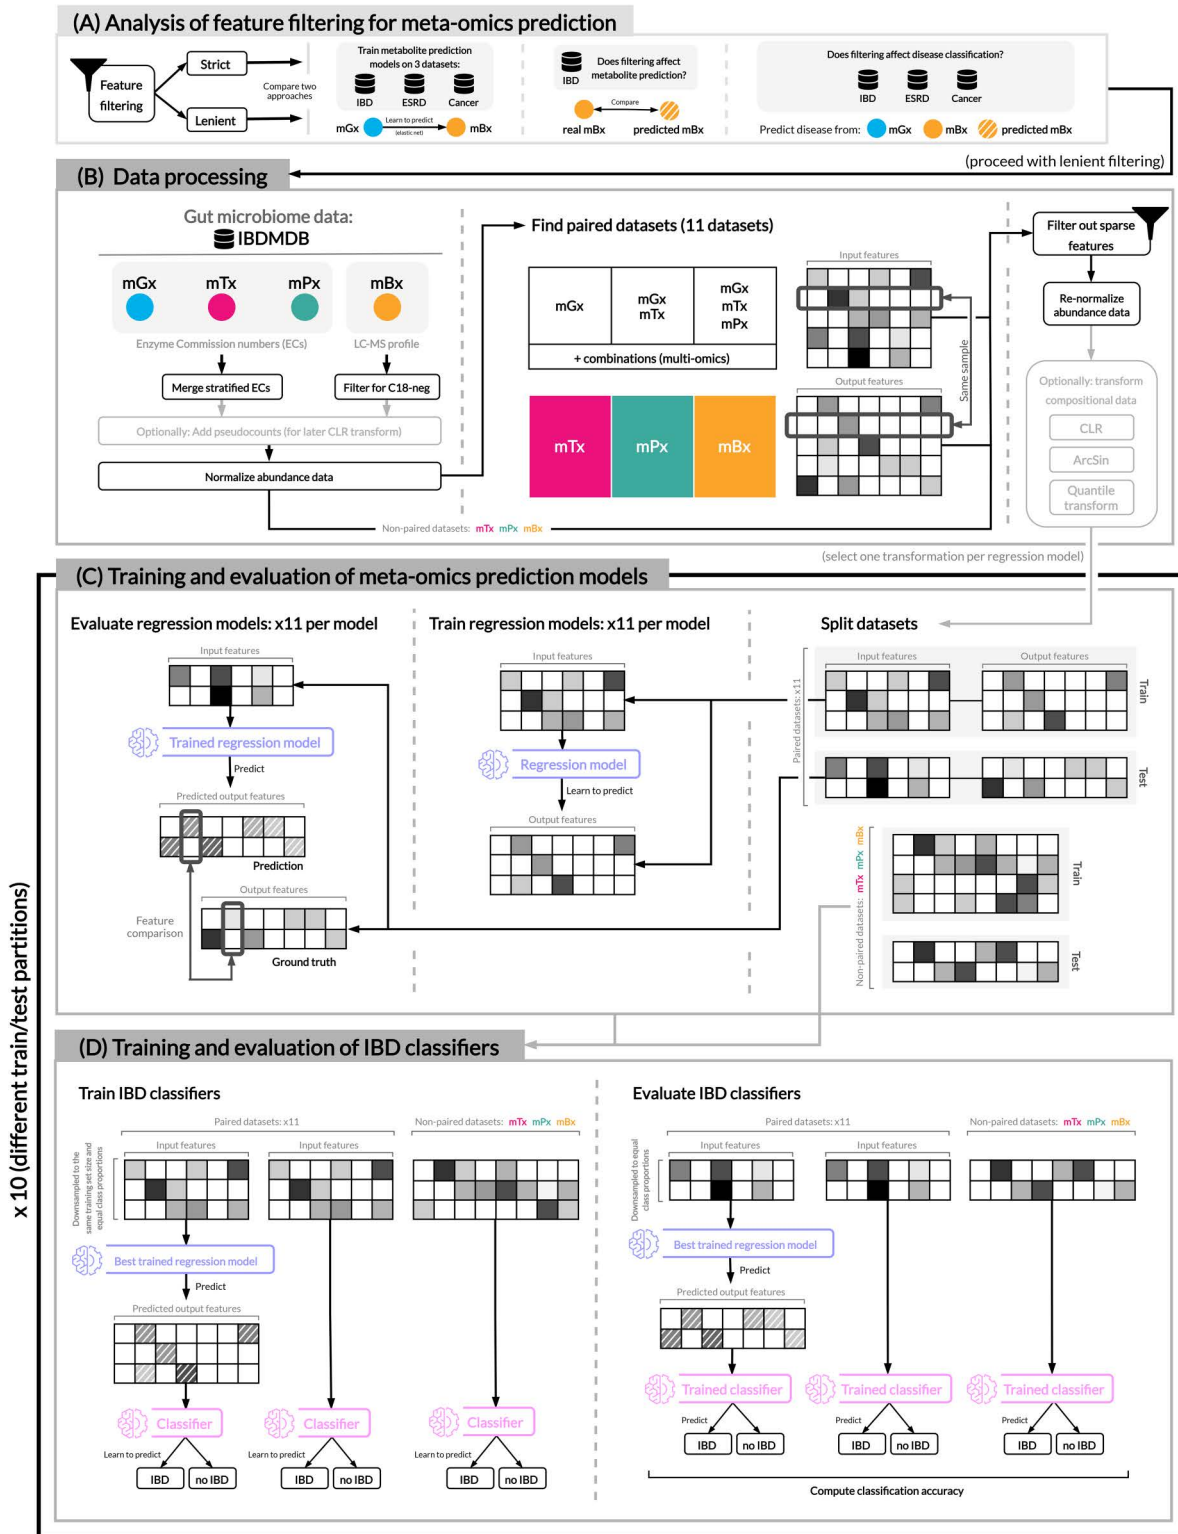 (A) Analysis of feature filtering for meta-omics prediction
Feature
filtering
Strict
Lenient
Compare two
approaches
Train metabolite prediction
models on 3 datasets:
IBD ESRD Cancer
mGx Learn to predict mBx
(elastic net)
IBD
Does filtering affect
metabolite prediction?
Compare
real mBx predicted mBx
Does filtering affect disease classification?
IBD ESRD Cancer
Predict disease from: mGx mBx predicted mBx
(proceed with lenient filtering)
(B) Data processing
Gut microbiome data:
IBDMDB
mGx mTx mPx mBx
Enzyme Commission numbers (ECs) LC-MS profile
Merge stratified ECs Filter for C18-neg
Optionally: Add pseudocounts (for later CLR transform)
Normalize abundance data
Non-paired datasets: mTx mPx mBx
Find paired datasets (11 datasets)
mGx
mGx
mTx
mGx
mTx
mPx
+ combinations (multi-omics)
mTx mPx mBx
Input features
Output features
Same sample
Filter out sparse
features
Re-normalize
abundance data
Optionally: transform
compositional data
CLR
ArcSin
Quantile
transform
(select one transformation per regression model)
x 10 (different train/test partitions)
(C) Training and evaluation of meta-omics prediction models
Evaluate regression models: x11 per model
Input features
Trained regression model
Predict
Predicted output features
Prediction
Output features
Feature
comparison
Ground truth
Train regression models: x11 per model
Input features
Regression model
Learn to predict
Output features
Split datasets
Input features Output features
Paired datasets: x11
Train
Test
Non-paired datasets: mTx mPx mBx
Train
Test
(D) Training and evaluation of IBD classifiers
Train IBD classifiers
Paired datasets: x11 Non-paired datasets: mTx mPx mBx
Input features Input features
Downsampled to the
same training set size and
equal class proportions
Best trained regression model
Predict
Predicted output features
Classifier Classifier Classifier
Learn to predict Learn to predict Learn to predict
IBD no IBD IBD no IBD IBD no IBD
Evaluate IBD classifiers
Paired datasets: x11 Non-paired datasets: mTx mPx mBx
Input features Input features
Downsampled to equal
class proportions
Best trained regression model
Predict
Predicted output features
Trained classifier Trained classifier Trained classifier
Predict Predict Predict
IBD no IBD IBD no IBD IBD no IBD
Compute classification accuracy